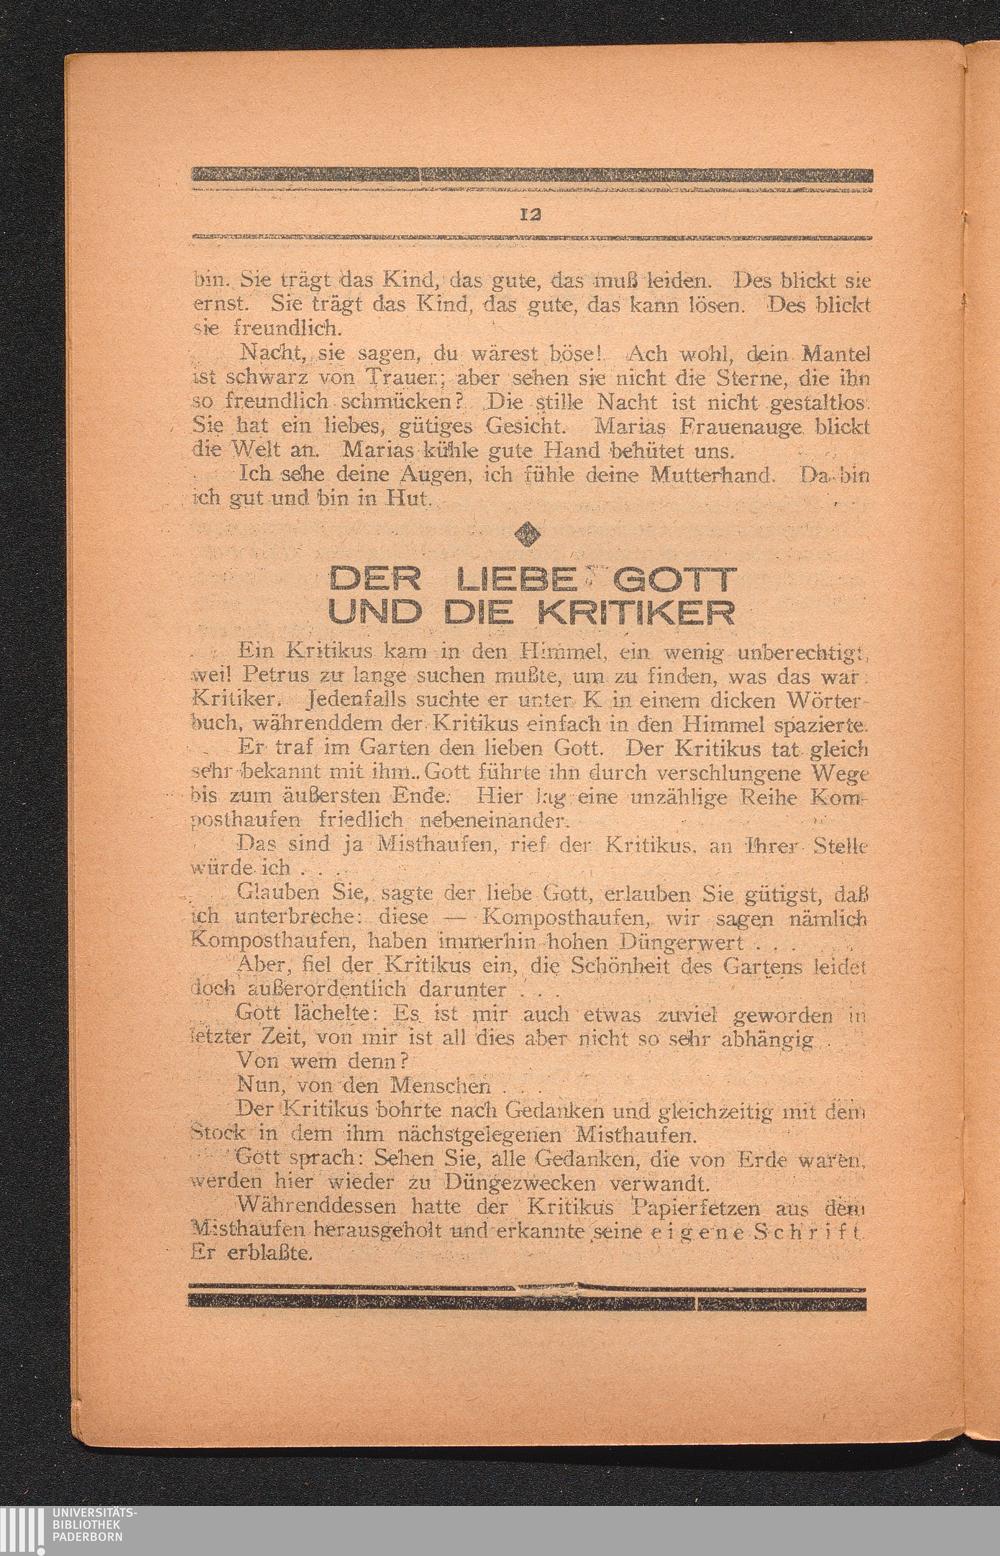 12
bin. Sie trägt das Kind, das gute, das muß leiden. Des blickt sie
ernst. Sie trägt das Kind, das gute, das kann lösen. Des blickt
sie freundlich.
Nacht, sie sagen, du wärest böse! Ach wohl, dein Mantel
ist schwarz von Trauer; aber sehen sie nicht die Sterne, die ihn
so freundlich schmücken? Die stille Nacht ist nicht gestaltlos.
Sie hat ein liebes, gütiges Gesicht. Marias Frauenauge blickt
die Welt an. Marias kühle gute Hand behütet uns.
Ich sehe deine Augen, ich fühle deine Mutterhand. Da bin
ich gut und bin in Hut.
DER LIEBE GOTT
UND DIE KRITIKER
Ein Kritikus kam in den Himmel, ein wenig unberechtigt,
weil Petrus zu lange suchen mußte, um zu finden, was das war:
Kritiker. Jedenfalls suchte er unter K in einem dicken Wörter-
buch, währenddem der Kritikus einfach in den Himmel spazierte.
Er traf im Garten den lieben Gott. Der Kritikus tat gleich
sehr bekannt mit ihm. Gott führte ihn durch verschlungene Wege
bis zum äußersten Ende. Hier lag eine unzählige Reihe Kom-
posthaufen friedlich nebeneinander.
Das sind ja Misthaufen, rief der Kritikus, an Ihrer Stelle
würde ich . . .
Glauben Sie, sagte der liebe Gott, erlauben Sie gütigst, daß
ich unterbreche: diese — Komposthaufen, wir sagen nämlich
Komposthaufen, haben immerhin hohen Düngerwert . . .
Aber, fiel der Kritikus ein, die Schönheit des Gartens leidet
doch außerordentlich darunter . . .
Gott lächelte: Es ist mir auch etwas zuviel geworden in
letzter Zeit, von mir ist all dies aber nicht so sehr abhängig .
Von wem denn?
Nun, von den Menschen . . .
Der Kritikus bohrte nach Gedanken und gleichzeitig mit dem
Stock in dem ihm nächstgelegenen Misthaufen.
Gott sprach: Sehen Sie, alle Gedanken, die von Erde waren,
werden hier wieder zu Düngezwecken verwandt.
Währenddessen hatte der Kritikus Papierfetzen aus dem
Misthaufen herausgeholt und erkannte seine eigene Schrift.
Er erblaßte.
UNIVERSITÄTS-
BIBLIOTHEK
PADERBORN